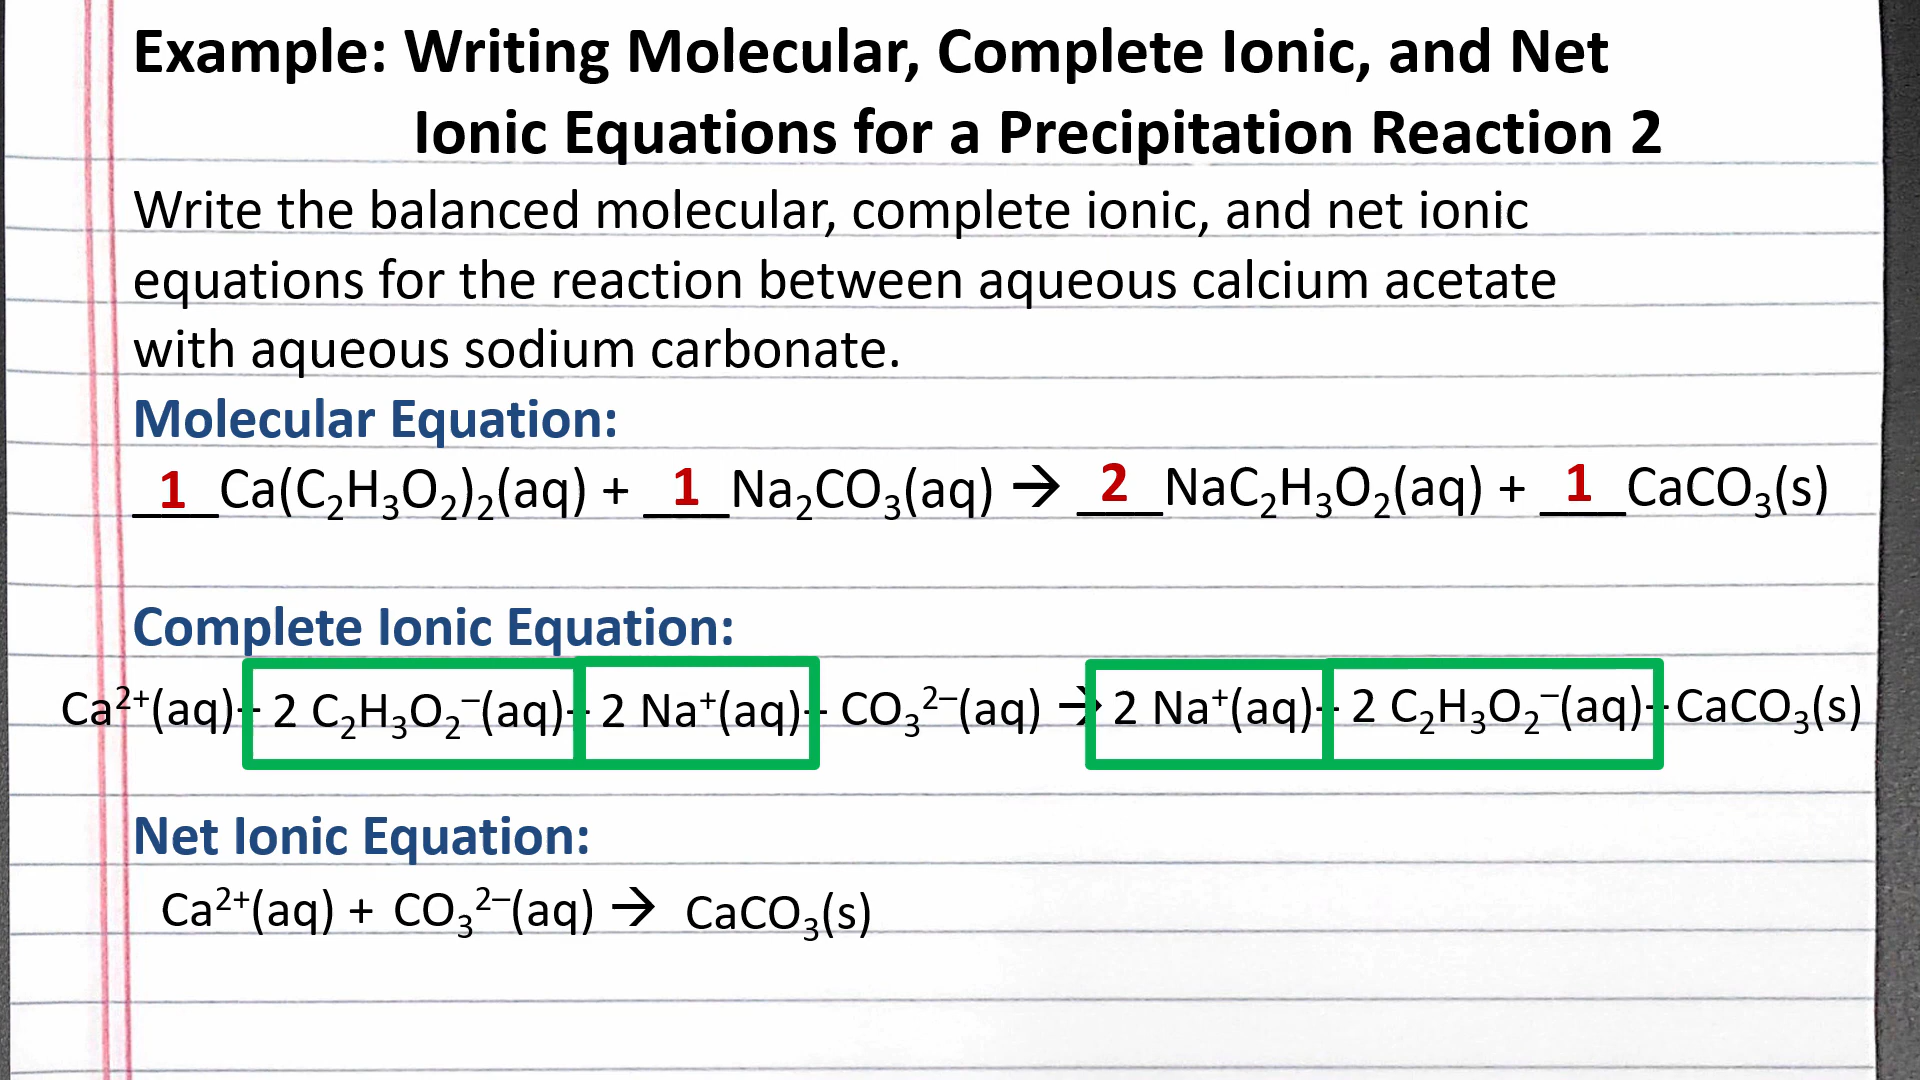 Example: Writing Molecular, Complete Ionic, and Net
Ionic Equations for a Precipitation Reaction 2
Write the balanced molecular, complete ionic, and net ionic
equations for the reaction between aqueous calcium acetate
with aqueous sodium carbonate.
Molecular Equation:
1 Ca(C₂H₃O₂)₂(aq) + 1 Na₂CO₃(aq) → 2 NaC₂H₃O₂(aq) + 1 CaCO₃(s)
Complete Ionic Equation:
Ca²⁺(aq) + 2 C₂H₃O₂⁻(aq) + 2 Na⁺(aq) + CO₃²⁻(aq) → 2 Na⁺(aq) + 2 C₂H₃O₂⁻(aq) + CaCO₃(s)
Net Ionic Equation:
Ca²⁺(aq) + CO₃²⁻(aq) → CaCO₃(s)